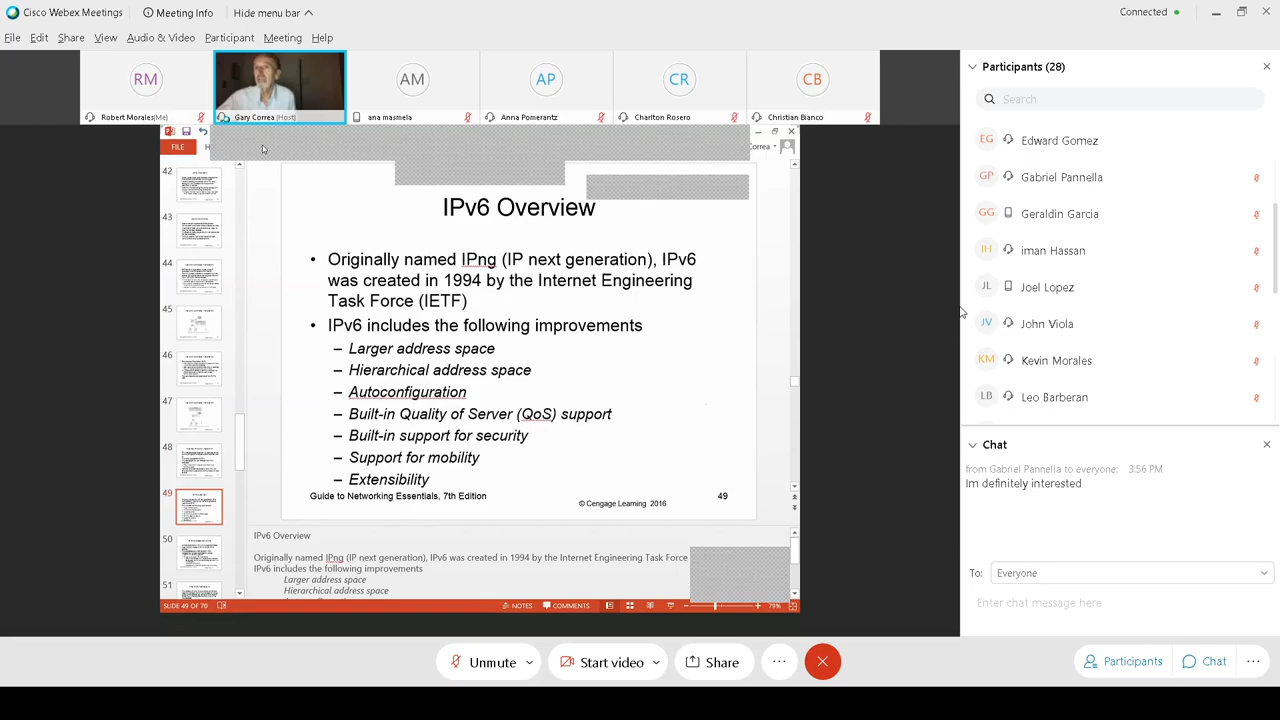 Cisco Webex Meetings
Meeting Info
Hide menu bar
Connected
File Edit Share View Audio & Video Participant Meeting Help
RM
AM
AP
CR
CB
Robert Morales(Me)
Gary Correa (Host)
ana masmela
Anna Pomerantz
Charlton Rosero
Christian Bianco
Participants (28)
Search
EG Edward Gomez
GP Gabriel Pannella
GG Geraldin Garcia
IH iman Hassan
JL Joel Lopez
JV John Viola
KM Kevin Morales
LB Leo Barberan
FILE
H
Correa
42
43
44
45
46
47
48
49
50
51
IPv6 Overview
• Originally named IPng (IP next generation), IPv6
wascreated in 1994 by the Internet Engineering
Task Force (IETF)
• IPv6 includes the following improvements
– Larger address space
– Hierarchical address space
– Autoconfiguration
– Built-in Quality of Server (QoS) support
– Built-in support for security
– Support for mobility
– Extensibility
Guide to Networking Essentials, 7th Edition
© Cengage Learning 2016
49
IPv6 Overview
Originally named IPng (IP next generation), IPv6 wascreated in 1994 by the Internet Engineering Task Force
IPv6 includes the following improvements
Larger address space
Hierarchical address space
SLIDE 49 OF 70
NOTES
COMMENTS
79%
Chat
from Gabriel Pannella to everyone: 3:56 PM
Im definitely interested
To: Everyone
Enter chat message here
Unmute
Start video
Share
Participants
Chat